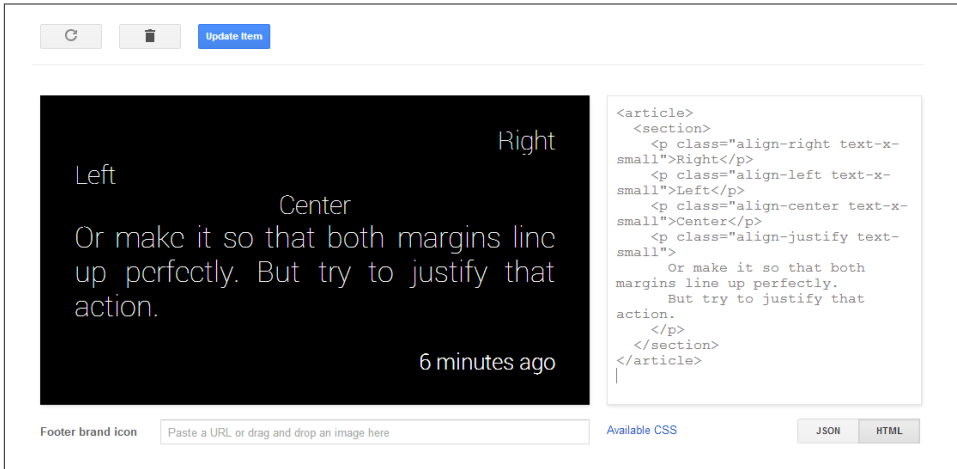 Update Item
Right
Left
Center
Or make it so that both margins line
up perfectly. But try to justify that
action.
6 minutes ago
<article>
<section>
<p class="align-right text-x-
small">Right</p>
<p class="align-left text-x-
small">Left</p>
<p class="align-center text-x-
small">Center</p>
<p class="align-justify text-
small">
Or make it so that both
margins line up perfectly.
But try to justify that
action.
</p>
</section>
</article>
Footer brand icon
Paste a URL or drag and drop an image here
Available CSS
JSON
HTML